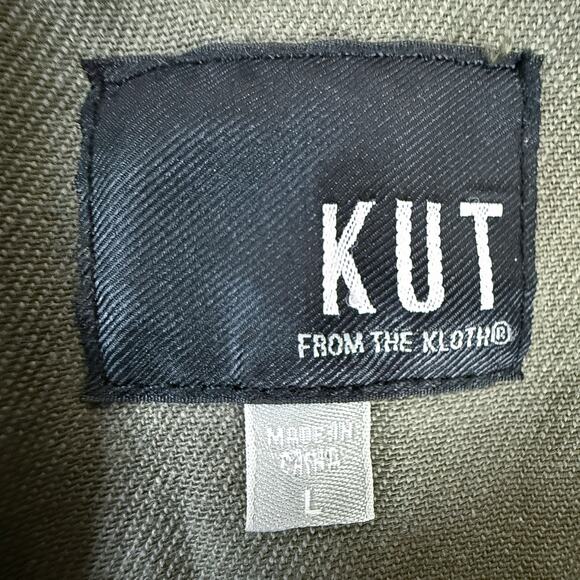 KUT
FROM THE KLOTH®
MADE IN
CHINA
L